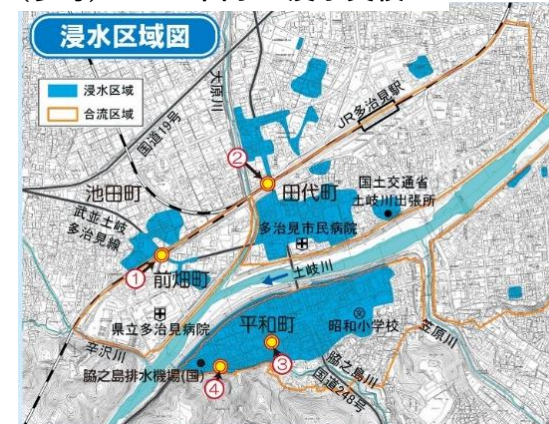 浸水区域図
浸水区域
合流区域
国道19号
大原川
JR多治見駅
②
池田町
田代町
国土交通省
土岐川出張所
武並土岐
多治見線
多治見市民病院
①
前畑町
土岐川
県立多治見病院
平和町
昭和小学校
笠原川
辛沢川
③
脇之島川
脇之島排水機場(国)
④
国道248号